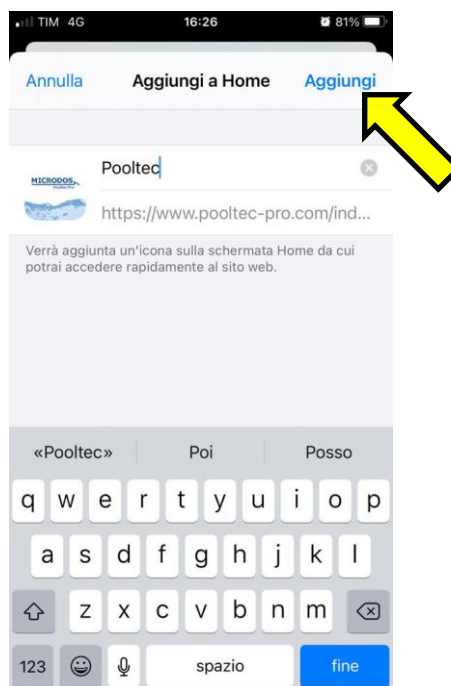 TIM 4G 16:26 81%
Annulla Aggiungi a Home Aggiungi
MICRODOS
Pooltec
https://www.pooltec-pro.com/ind...
Verrà aggiunta un'icona sulla schermata Home da cui
potrai accedere rapidamente al sito web.
«Pooltec» Poi Posso
q w e r t y u i o p
a s d f g h j k l
z x c v b n m
123 spazio fine